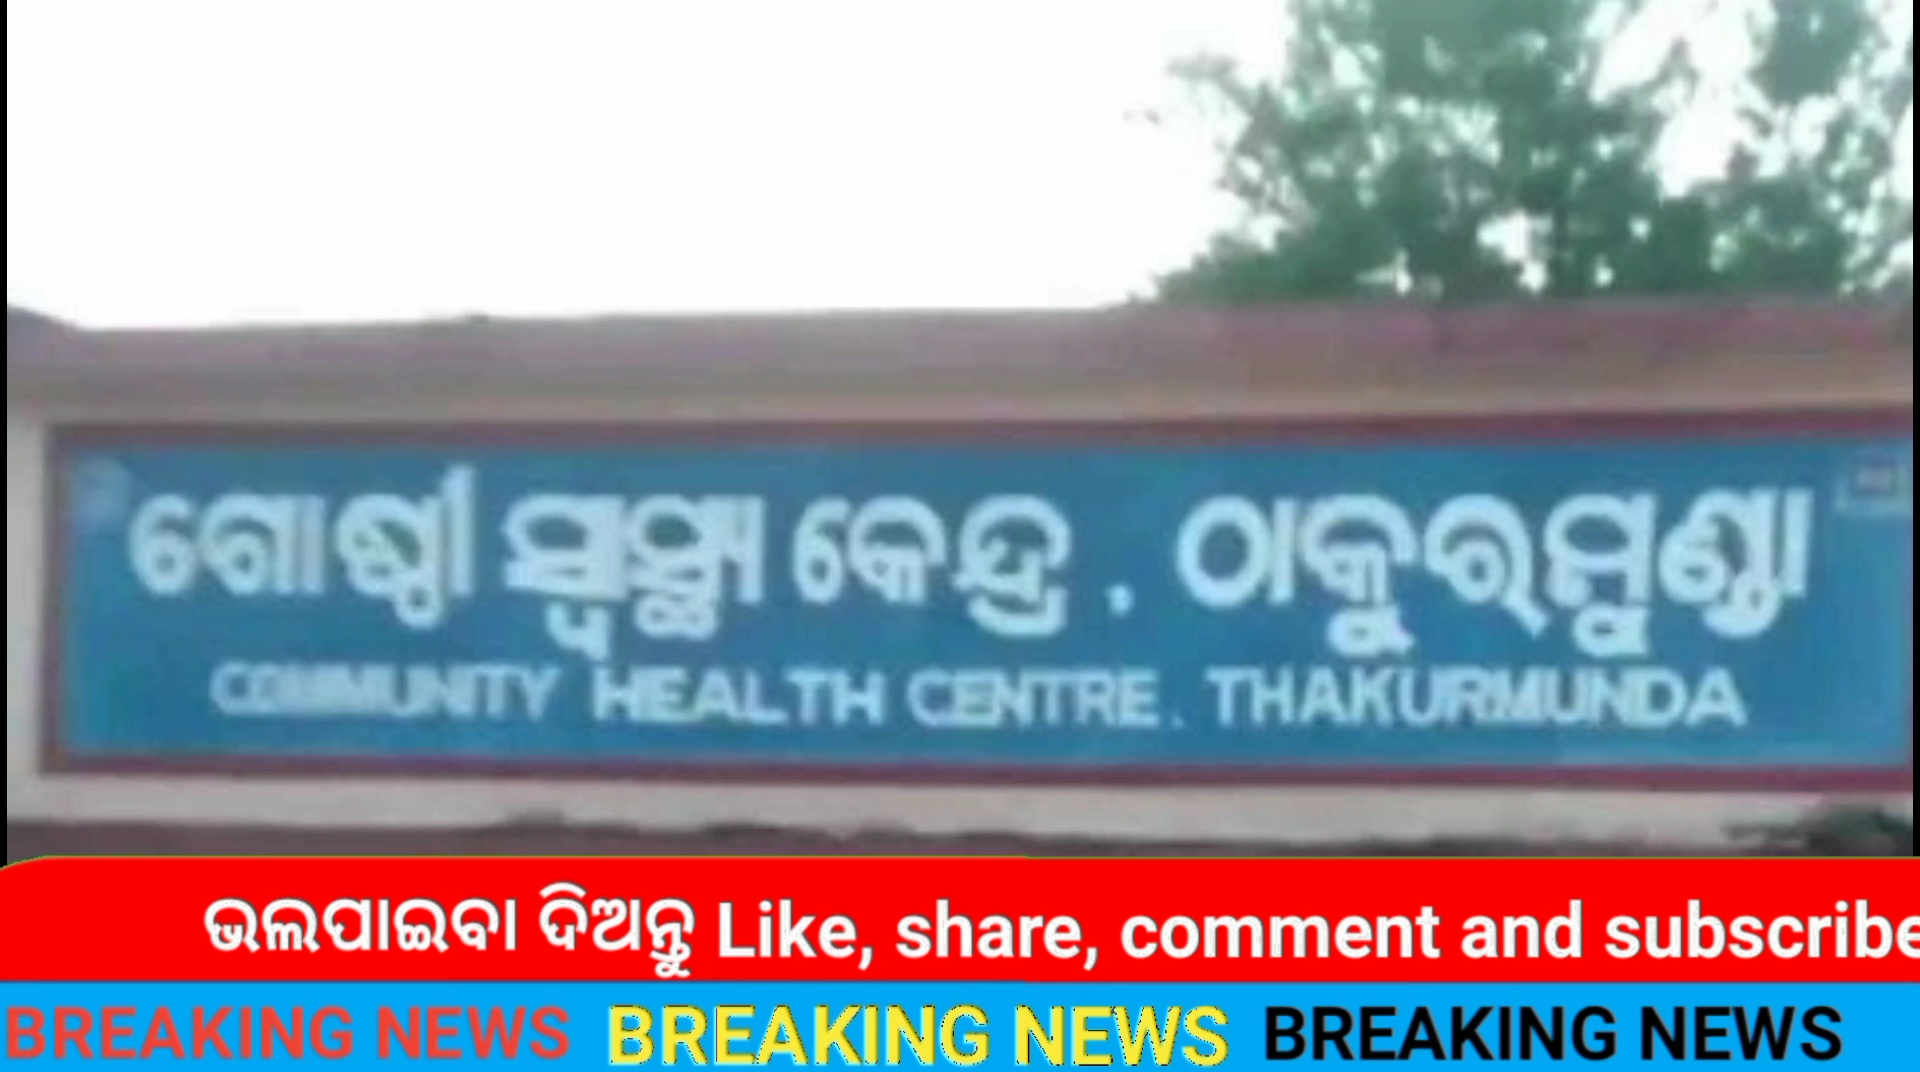 ଗୋଷ୍ଠୀ ସ୍ୱାସ୍ଥ୍ୟ କେନ୍ଦ୍ର . ଠାକୁରମୁଣ୍ଡା
COMMUNITY HEALTH CENTRE. THAKURMUNDA
ଭଲପାଇବା ଦିଅନ୍ତୁ Like, share, comment and subscribe
BREAKING NEWS BREAKING NEWS BREAKING NEWS